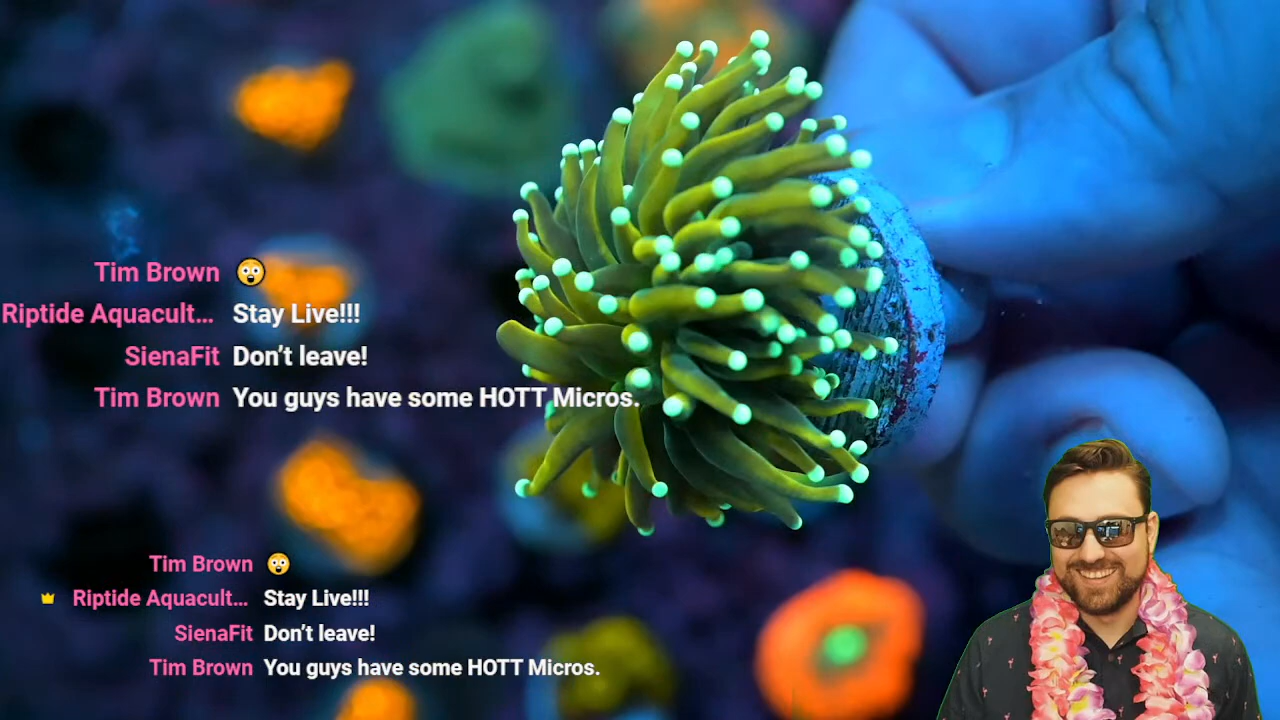 Tim Brown 😳
Riptide Aquacult... Stay Live!!!
SienaFit Don't leave!
Tim Brown You guys have some HOTT Micros.
Tim Brown 😳
Riptide Aquacult... Stay Live!!!
SienaFit Don't leave!
Tim Brown You guys have some HOTT Micros.